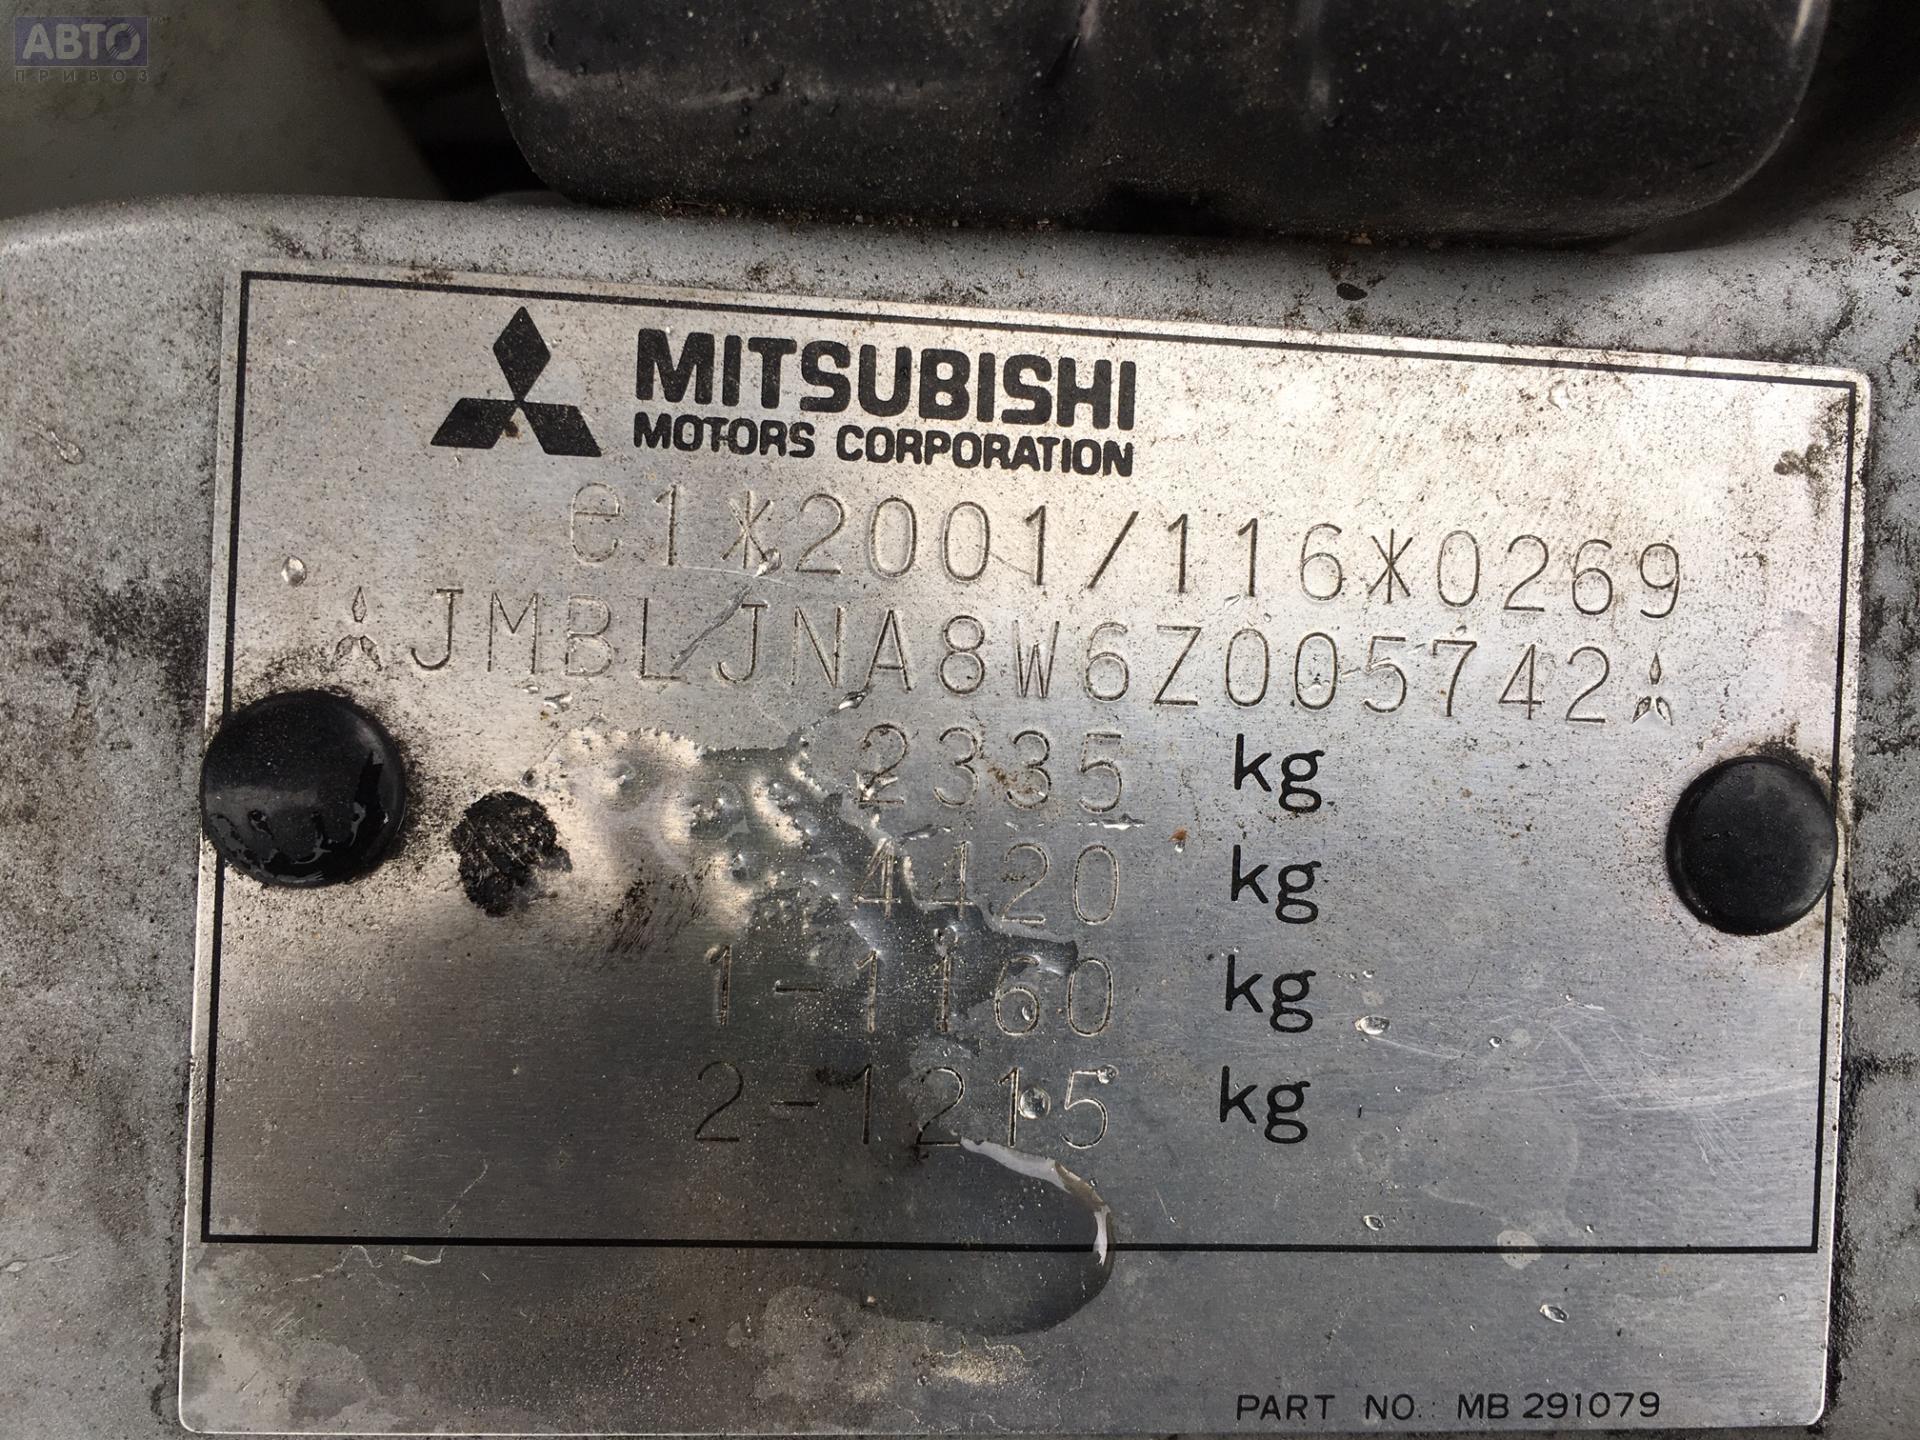 АВТО
ПРИВОЗ
MITSUBISHI
MOTORS CORPORATION
e1*2001/116*0269
JMBLJNA8W6Z005742
2335 kg
4420 kg
1-1160 kg
2-1215 kg
PART NO. MB 291079